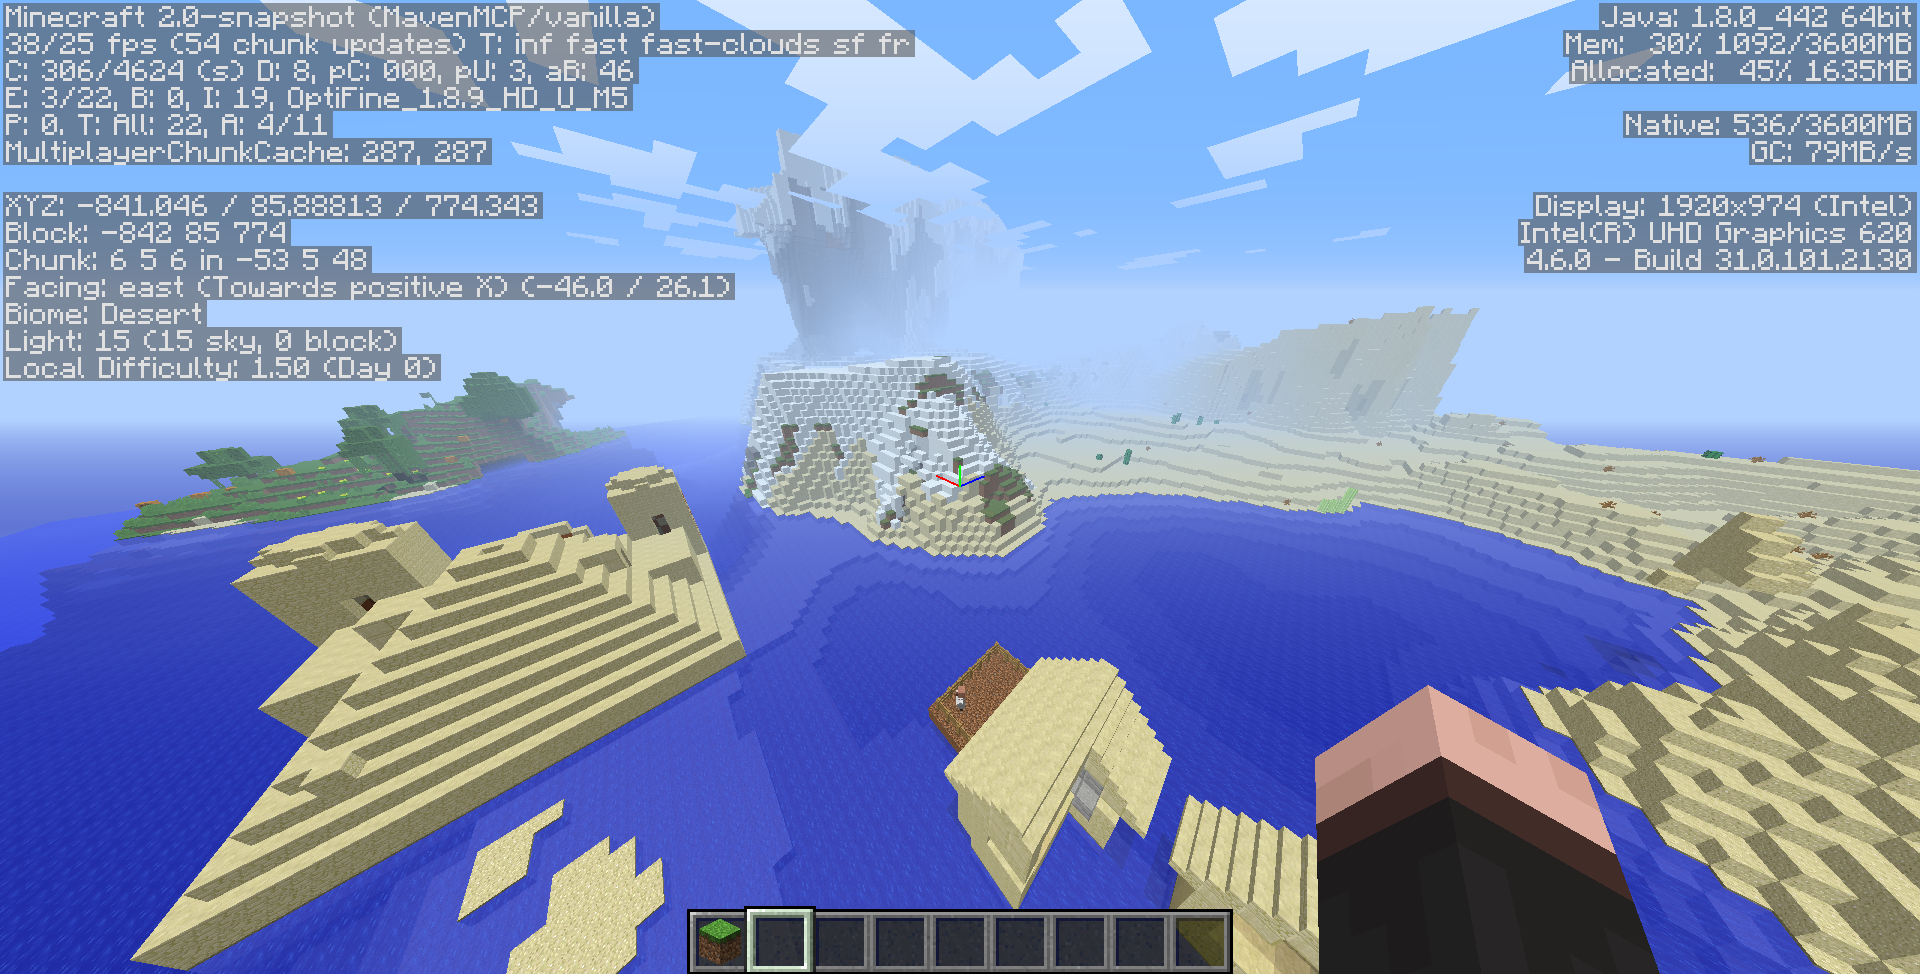 Minecraft 2.0-snapshot (MavenMCP/vanilla)
38/25 fps (54 chunk updates) T: inf fast fast-clouds sf fr
C: 306/4624 (s) D: 8, pC: 000, pU: 3, aB: 46
E: 3/22, B: 0, I: 19, OptiFine_1.8.9_HD_U_M5
P: 0. T: All: 22, A: 4/11
MultiplayerChunkCache: 287, 287
XYZ: -841.046 / 85.88813 / 774.343
Block: -842 85 774
Chunk: 6 5 6 in -53 5 48
Facing: east (Towards positive X) (-46.0 / 26.1)
Biome: Desert
Light: 15 (15 sky, 0 block)
Local Difficulty: 1.50 (Day 0)
Java: 1.8.0_442 64bit
Mem: 30% 1092/3600MB
Allocated: 45% 1635MB
Native: 536/3600MB
GC: 79MB/s
Display: 1920x974 (Intel)
Intel(R) UHD Graphics 620
4.6.0 - Build 31.0.101.2130